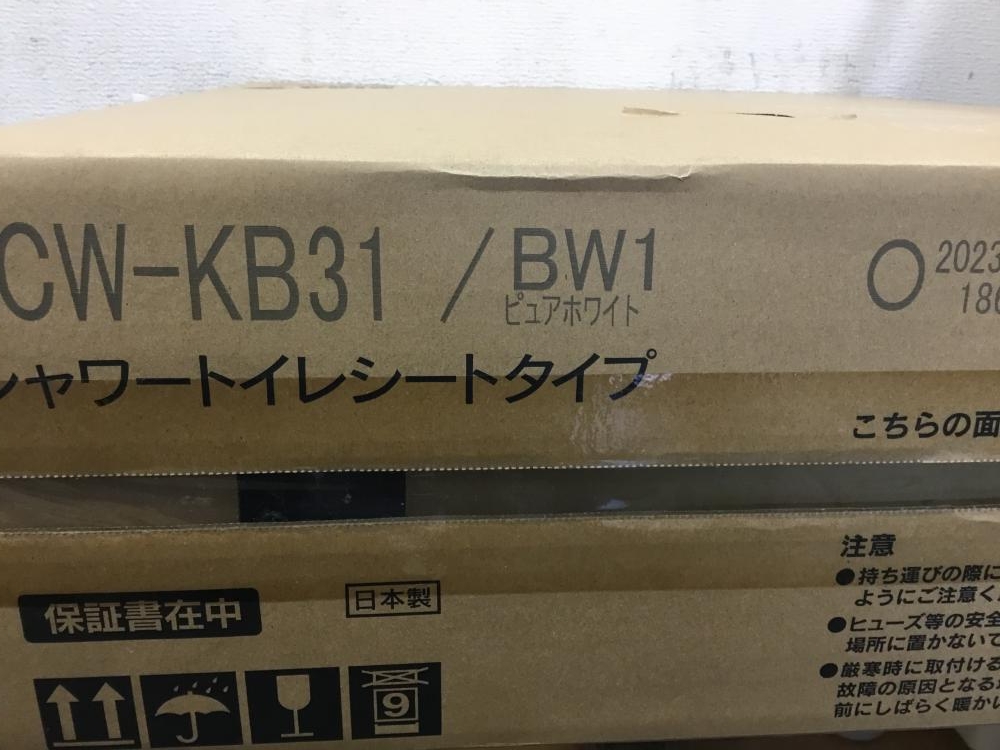 CW-KB31 / BW1
ピュアホワイト
2023
シャワートイレシートタイプ
こちらの面
注意
●持ち運びの際に
ようにご注意く
●ヒューズ等の安全
場所に置かないで
●厳寒時に取付ける
故障の原因となる
前にしばらく暖かい
保証書在中
日本製
9